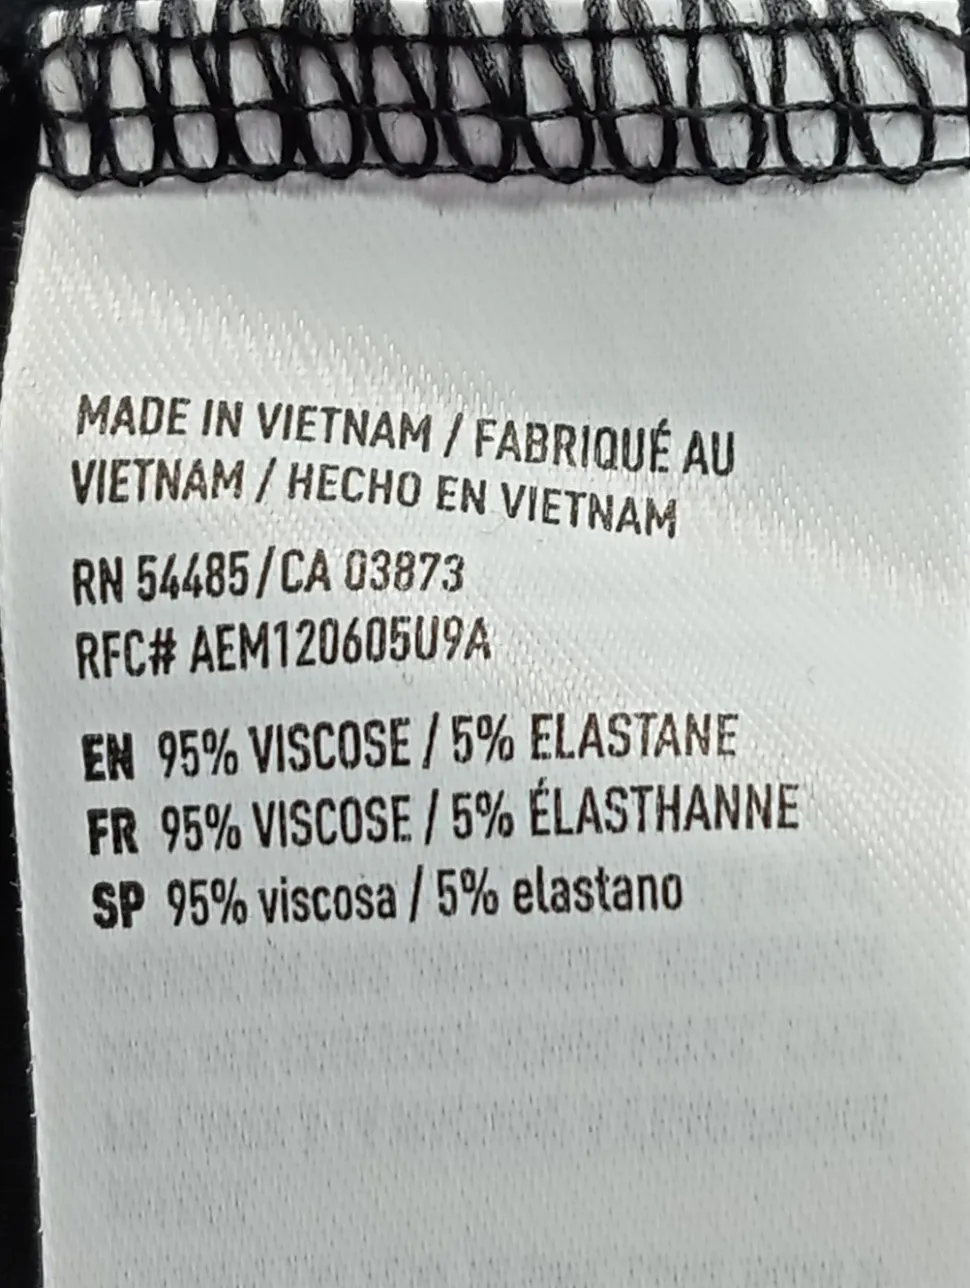 MADE IN VIETNAM / FABRIQUÉ AU
VIETNAM / HECHO EN VIETNAM
RN 54485/CA 03873
RFC# AEM120605U9A
EN 95% VISCOSE / 5% ELASTANE
FR 95% VISCOSE / 5% ÉLASTHANNE
SP 95% viscosa / 5% elastano